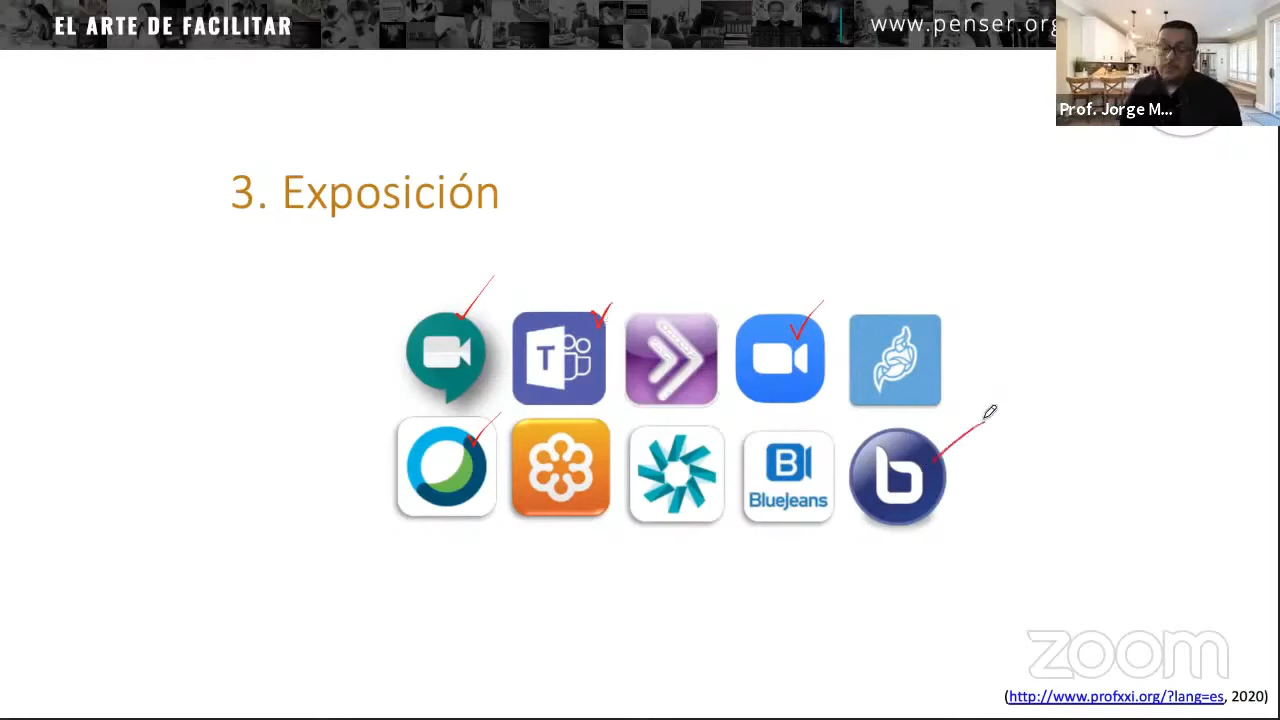 EL ARTE DE FACILITAR
www.penser.org
Prof. Jorge M...
3. Exposición
T
B
BlueJeans
b
zoom
(http://www.profxxi.org/?lang=es, 2020)